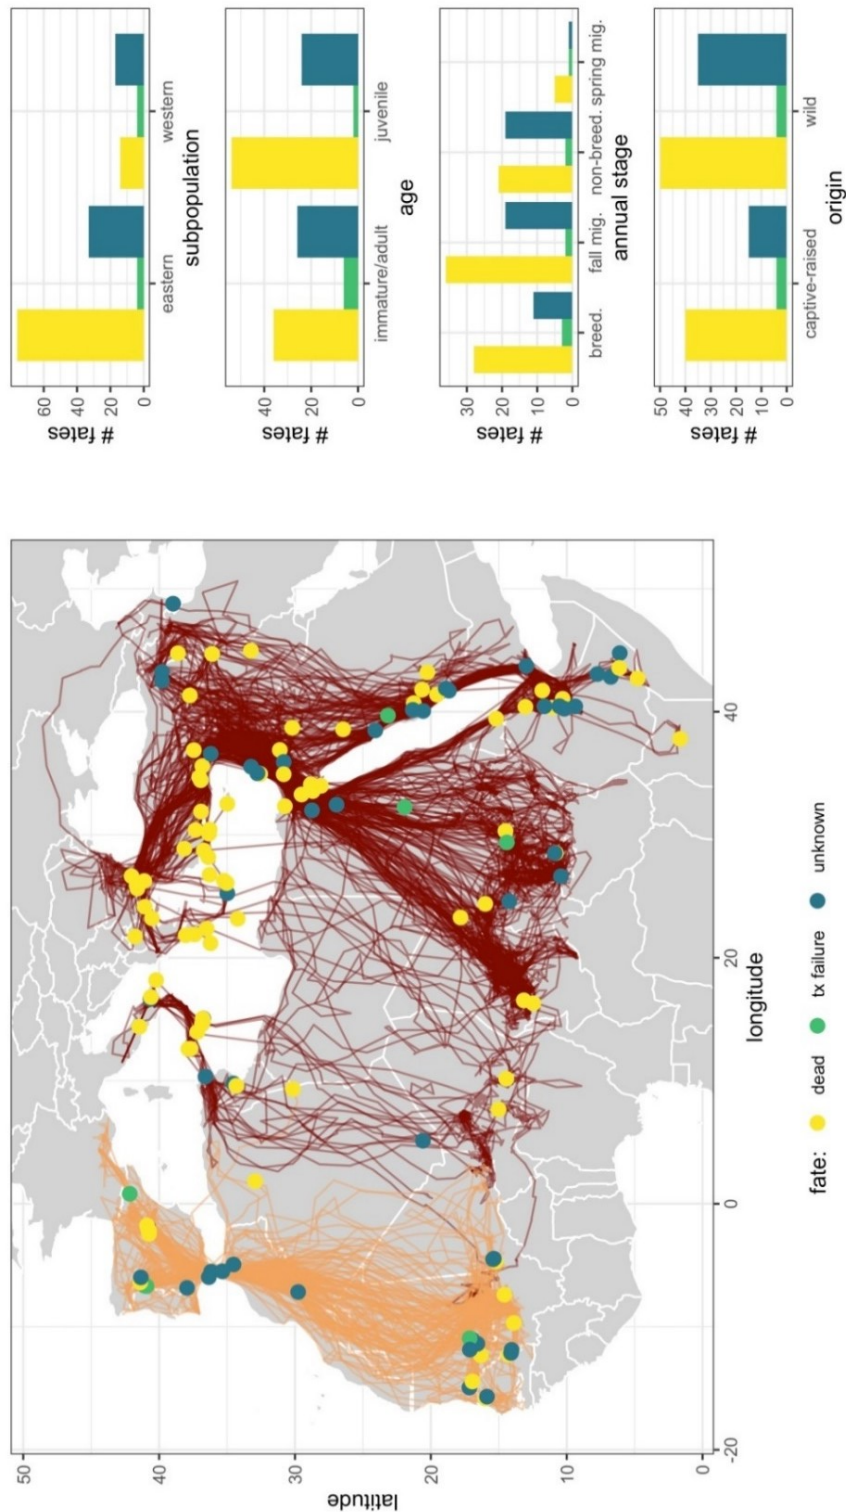 50
40
30
20
10
0
latitude
-20
0
20
40
longitude
fate: dead tx failure unknown
60
40
20
0
# fates
eastern western
subpopulation
40
20
0
# fates
immature/adult juvenile
age
30
20
10
0
# fates
breed. fall mig. non-breed. spring mig.
annual stage
50
40
30
20
10
0
# fates
captive-raised wild
origin